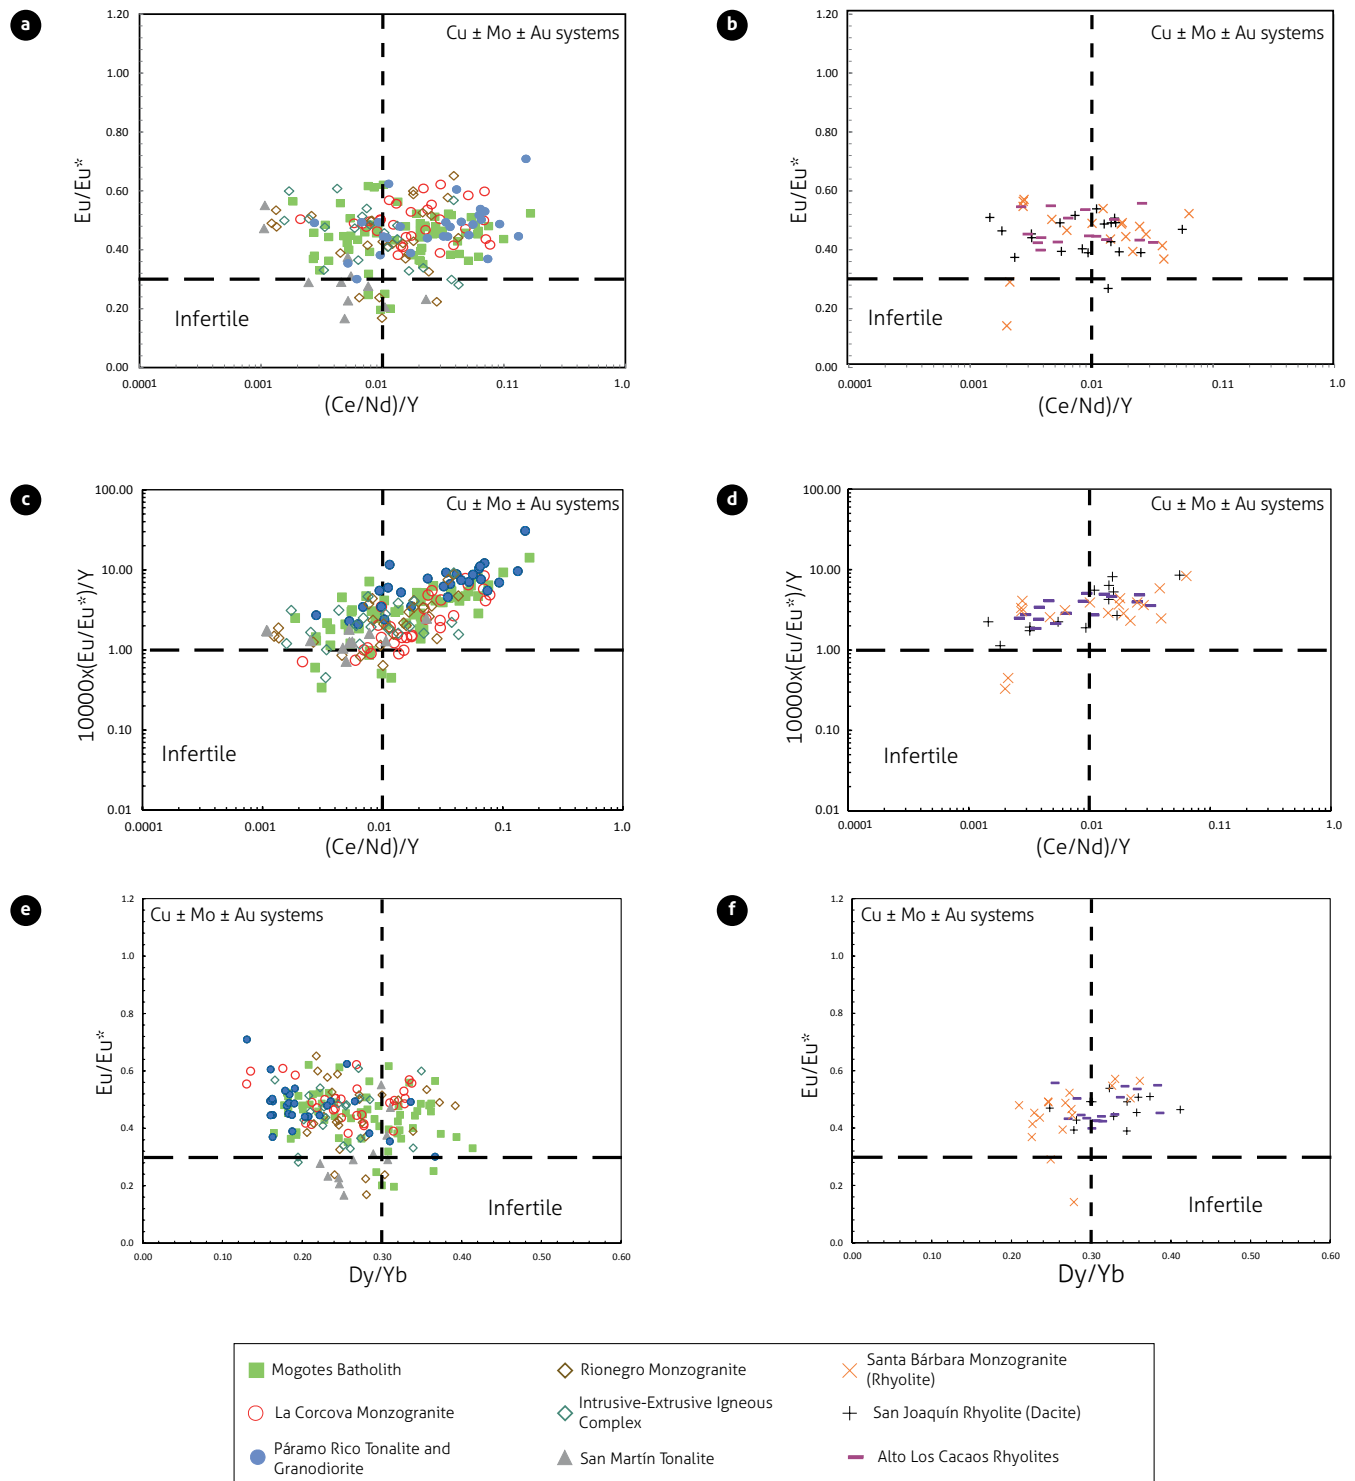 a
1.20
1.00
0.80
0.60
0.40
0.20
0.00
Eu/Eu*
Cu ± Mo ± Au systems
Infertile
0.0001
0.001
0.01
0.11
1.0
(Ce/Nd)/Y
b
1.20
1.00
0.80
0.60
0.40
0.20
0.00
Eu/Eu*
Cu ± Mo ± Au systems
Infertile
0.0001
0.001
0.01
0.11
1.0
(Ce/Nd)/Y
c
100.00
10.00
1.00
0.10
0.01
10000x(Eu/Eu*)/Y
Cu ± Mo ± Au systems
Infertile
0.0001
0.001
0.01
0.1
1.0
(Ce/Nd)/Y
d
100.00
10.00
1.00
0.10
0.01
10000x(Eu/Eu*)/Y
Cu ± Mo ± Au systems
Infertile
0.0001
0.001
0.01
0.11
1.0
(Ce/Nd)/Y
e
1.2
1.0
0.8
0.6
0.4
0.2
0.0
Eu/Eu*
Cu ± Mo ± Au systems
Infertile
0.00
0.10
0.20
0.30
0.40
0.50
0.60
Dy/Yb
f
1.2
1.0
0.8
0.6
0.4
0.2
0.0
Eu/Eu*
Cu ± Mo ± Au systems
Infertile
0.00
0.10
0.20
0.30
0.40
0.50
0.60
Dy/Yb
Mogotes Batholith
La Corcova Monzogranite
Páramo Rico Tonalite and
Granodiorite
Rionegro Monzogranite
Intrusive-Extrusive Igneous
Complex
San Martín Tonalite
Santa Bárbara Monzogranite
(Rhyolite)
San Joaquín Rhyolite (Dacite)
Alto Los Cacaos Rhyolites